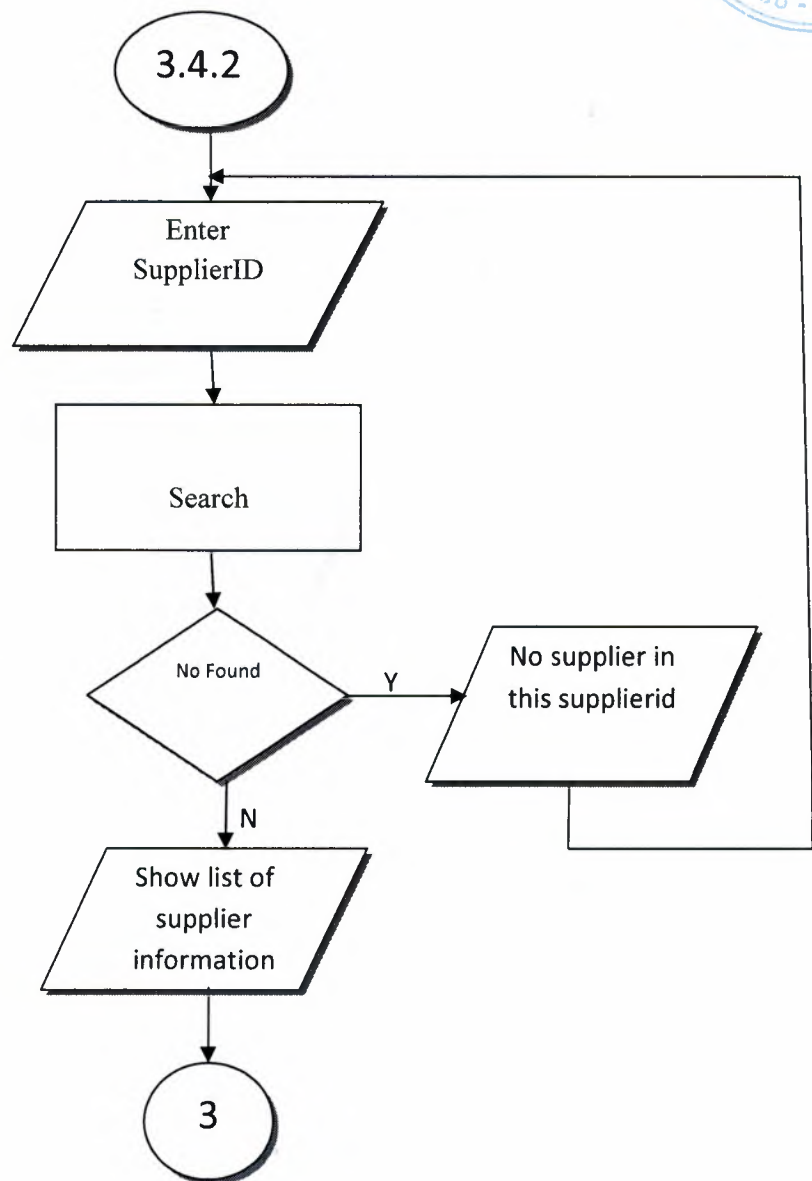 3.4.2
Enter
SupplierID
Search
No Found
Y
No supplier in
this supplierid
N
Show list of
supplier
information
3